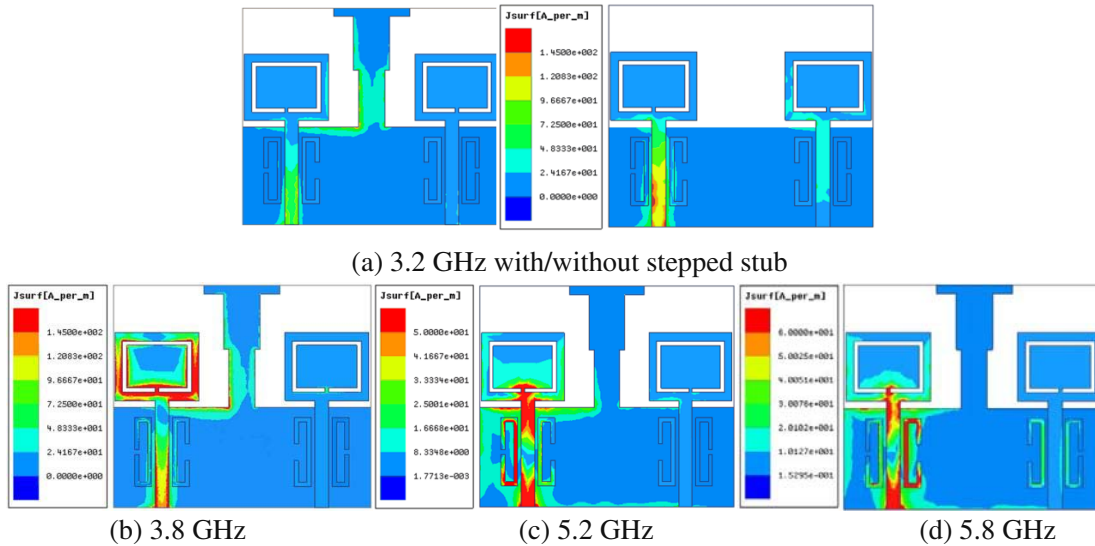 Jsurf[A_per_m]
1.4500e+002
1.2083e+002
9.6667e+001
7.2500e+001
4.8333e+001
2.4167e+001
0.0000e+000
(a) 3.2 GHz with/without stepped stub
Jsurf[A_per_m]
1.4500e+002
1.2083e+002
9.6667e+001
7.2500e+001
4.8333e+001
2.4167e+001
0.0000e+000
Jsurf[A_per_m]
5.0000e+001
4.1667e+001
3.3334e+001
2.5001e+001
1.6668e+001
8.3348e+000
1.7713e-003
Jsurf[A_per_m]
6.0000e+001
5.0025e+001
4.0051e+001
3.0076e+001
2.0102e+001
1.0127e+001
1.5295e-001
(b) 3.8 GHz
(c) 5.2 GHz
(d) 5.8 GHz